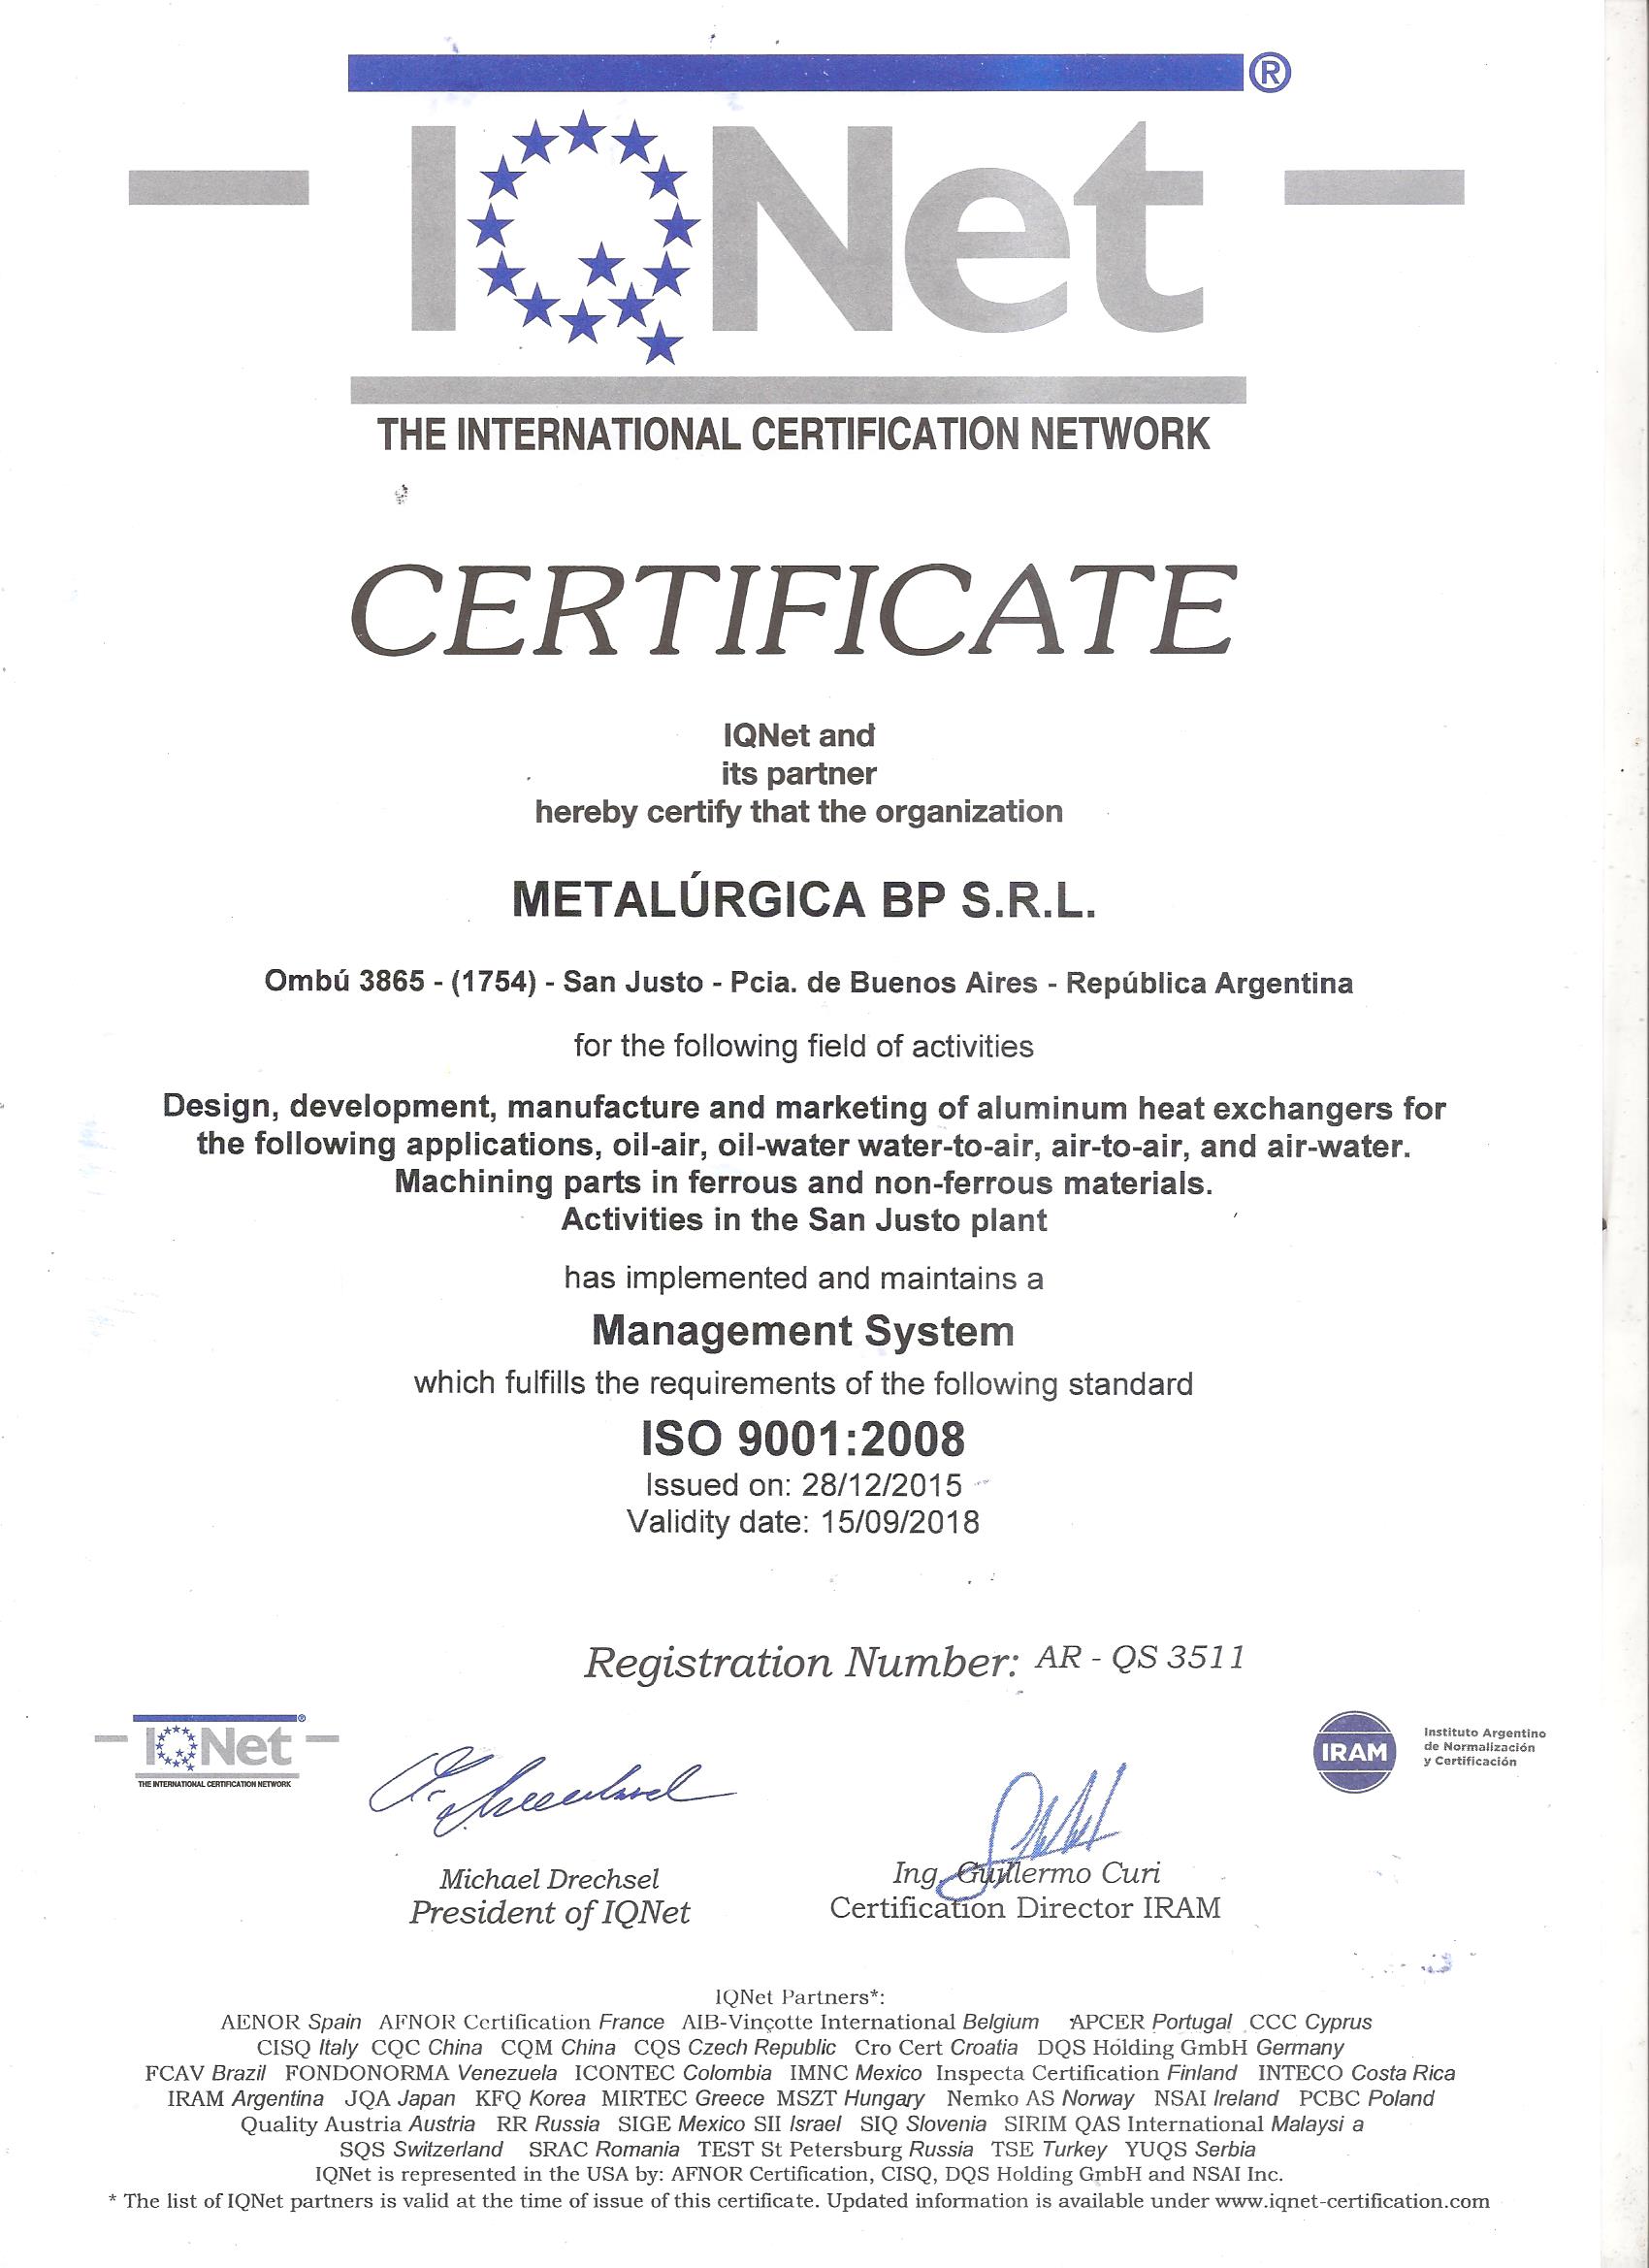 IQNet®
THE INTERNATIONAL CERTIFICATION NETWORK
CERTIFICATE
IQNet and
its partner
hereby certify that the organization
METALÚRGICA BP S.R.L.
Ombú 3865 - (1754) - San Justo - Pcia. de Buenos Aires - República Argentina
for the following field of activities
Design, development, manufacture and marketing of aluminum heat exchangers for
the following applications, oil-air, oil-water water-to-air, air-to-air, and air-water.
Machining parts in ferrous and non-ferrous materials.
Activities in the San Justo plant
has implemented and maintains a
Management System
which fulfills the requirements of the following standard
ISO 9001:2008
Issued on: 28/12/2015
Validity date: 15/09/2018
Registration Number: AR - QS 3511
IQNet®
THE INTERNATIONAL CERTIFICATION NETWORK
IRAM
Instituto Argentino
de Normalización
y Certificación
Michael Drechsel
President of IQNet
Ing. Guillermo Curi
Certification Director IRAM
IQNet Partners*:
AENOR Spain AFNOR Certification France AIB-Vinçotte International Belgium APCER Portugal CCC Cyprus
CISQ Italy CQC China CQM China CQS Czech Republic Cro Cert Croatia DQS Holding GmbH Germany
FCAV Brazil FONDONORMA Venezuela ICONTEC Colombia IMNC Mexico Inspecta Certification Finland INTECO Costa Rica
IRAM Argentina JQA Japan KFQ Korea MIRTEC Greece MSZT Hungary Nemko AS Norway NSAI Ireland PCBC Poland
Quality Austria Austria RR Russia SIGE Mexico SII Israel SIQ Slovenia SIRIM QAS International Malaysi a
SQS Switzerland SRAC Romania TEST St Petersburg Russia TSE Turkey YUQS Serbia
IQNet is represented in the USA by: AFNOR Certification, CISQ, DQS Holding GmbH and NSAI Inc.
* The list of IQNet partners is valid at the time of issue of this certificate. Updated information is available under www.iqnet-certification.com